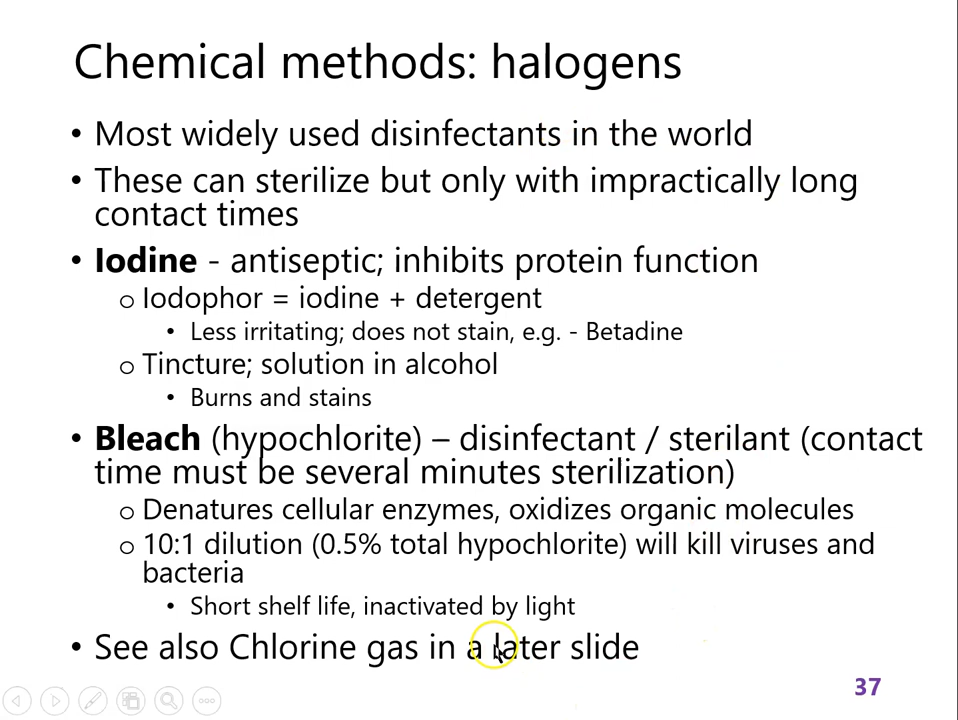 Chemical methods: halogens
• Most widely used disinfectants in the world
• These can sterilize but only with impractically long
contact times
• Iodine - antiseptic; inhibits protein function
o Iodophor = iodine + detergent
• Less irritating; does not stain, e.g. - Betadine
o Tincture; solution in alcohol
• Burns and stains
• Bleach (hypochlorite) – disinfectant / sterilant (contact
time must be several minutes sterilization)
o Denatures cellular enzymes, oxidizes organic molecules
o 10:1 dilution (0.5% total hypochlorite) will kill viruses and
bacteria
• Short shelf life, inactivated by light
• See also Chlorine gas in a later slide
37